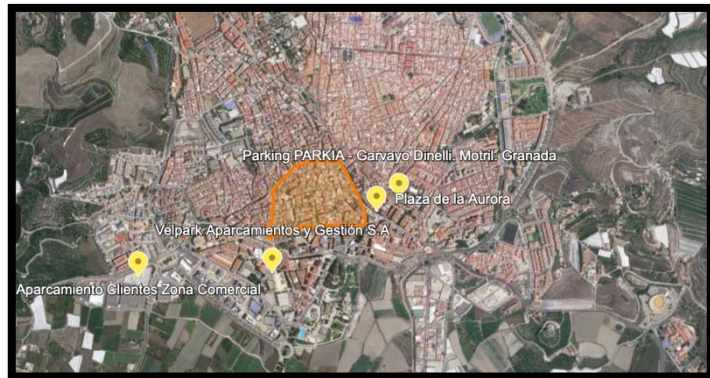 Parking PARKIA - Garvayo Dinelli. Motril. Granada
Plaza de la Aurora
Velpark Aparcamientos y Gestión S.A
Aparcamiento Clientes Zona Comercial